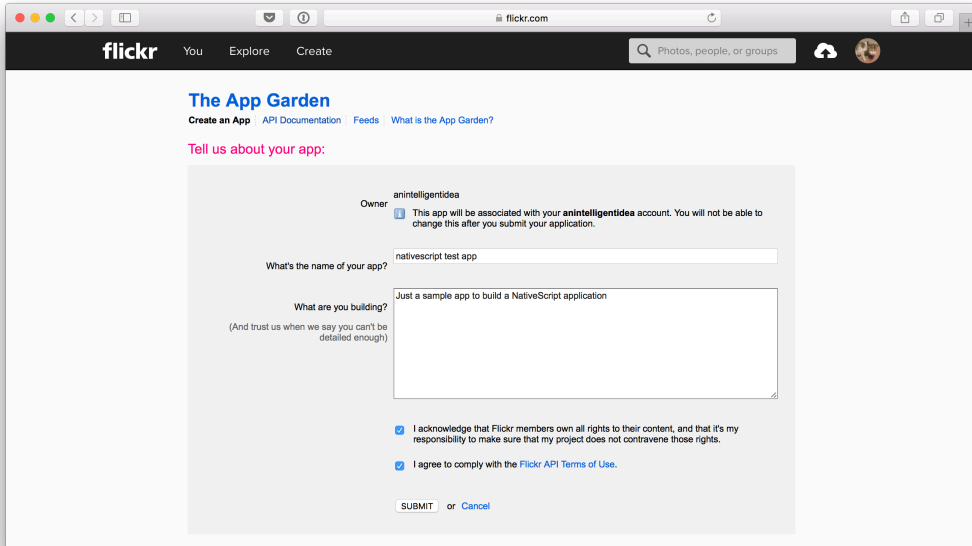 flickr.com
flickr You Explore Create Photos, people, or groups
The App Garden
Create an App API Documentation Feeds What is the App Garden?
Tell us about your app:
anintelligentidea
Owner
This app will be associated with your anintelligentidea account. You will not be able to
change this after you submit your application.
What's the name of your app? nativescript test app
What are you building? Just a sample app to build a NativeScript application
(And trust us when we say you can't be
detailed enough)
I acknowledge that Flickr members own all rights to their content, and that it's my
responsibility to make sure that my project does not contravene those rights.
I agree to comply with the Flickr API Terms of Use.
SUBMIT or Cancel